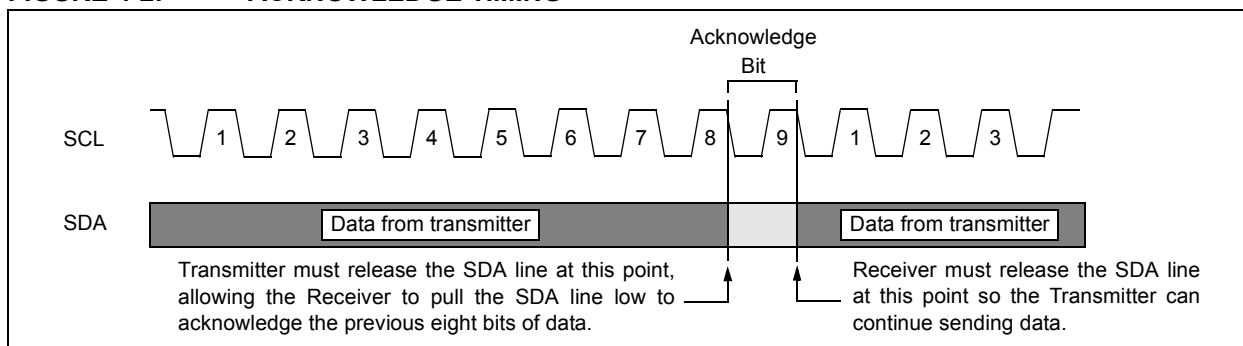 FIGURE 4-2: ACKNOWLEDGE TIMING
Acknowledge
Bit
SCL 1 2 3 4 5 6 7 8 9 1 2 3
SDA Data from transmitter Data from transmitter
Transmitter must release the SDA line at this point,
allowing the Receiver to pull the SDA line low to
acknowledge the previous eight bits of data.
Receiver must release the SDA line
at this point so the Transmitter can
continue sending data.